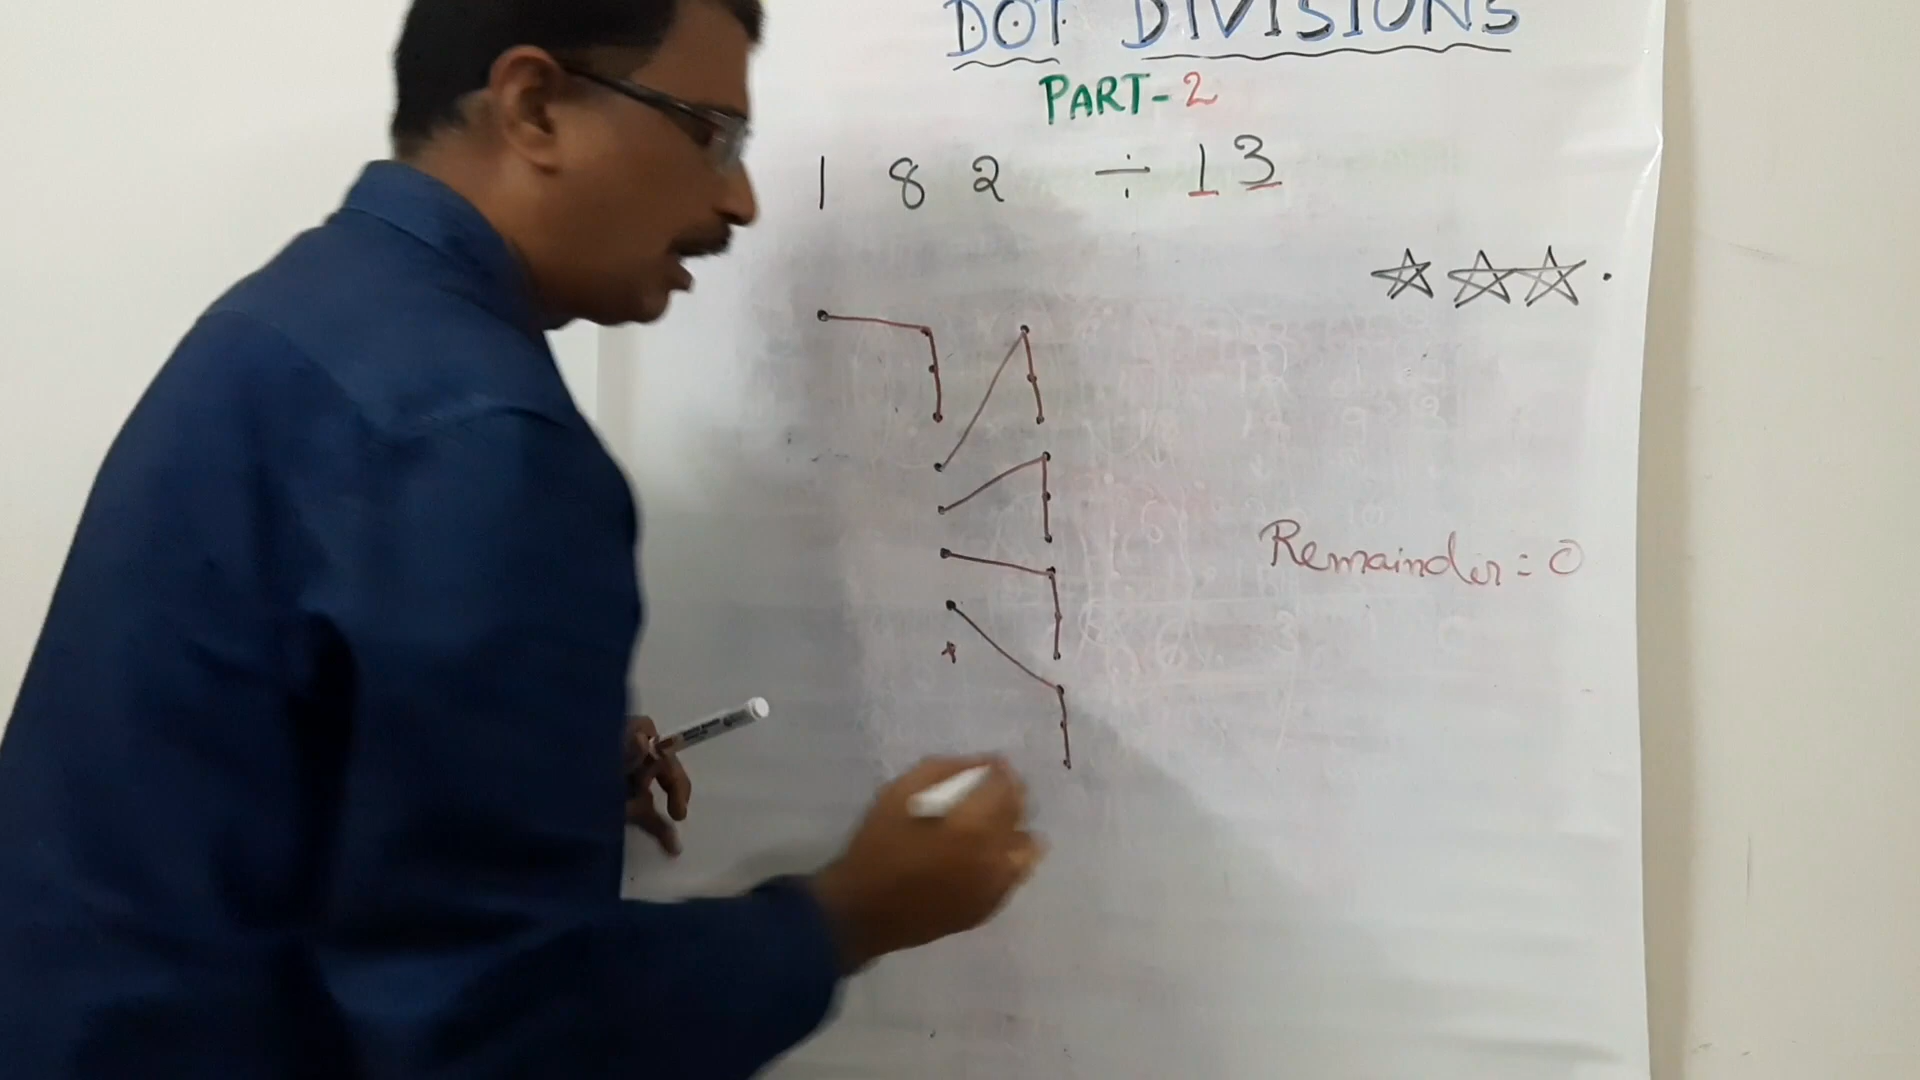 DOT DIVISIONS
PART-2
1 8 2 ÷ 13
Remainder = 0